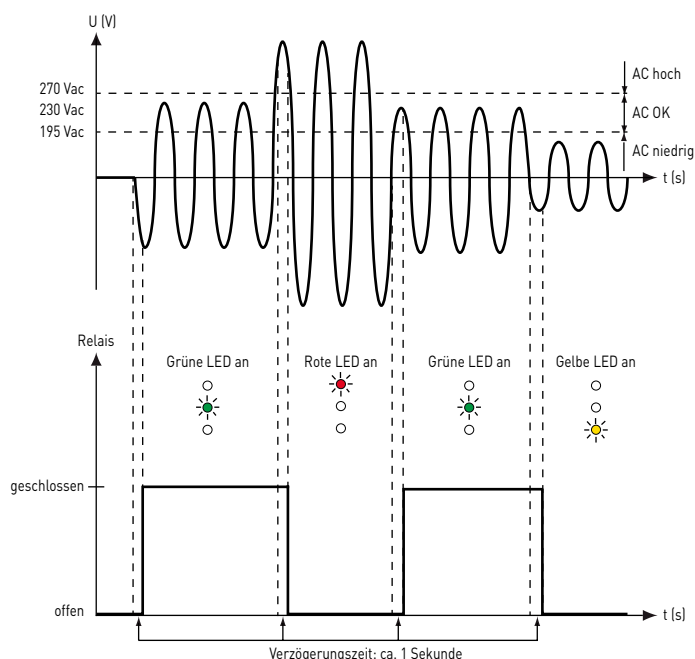 U (V)
270 Vac
230 Vac
195 Vac
AC hoch
AC OK
AC niedrig
t (s)
Relais
Grüne LED an
Rote LED an
Grüne LED an
Gelbe LED an
geschlossen
offen
t (s)
Verzögerungszeit: ca. 1 Sekunde